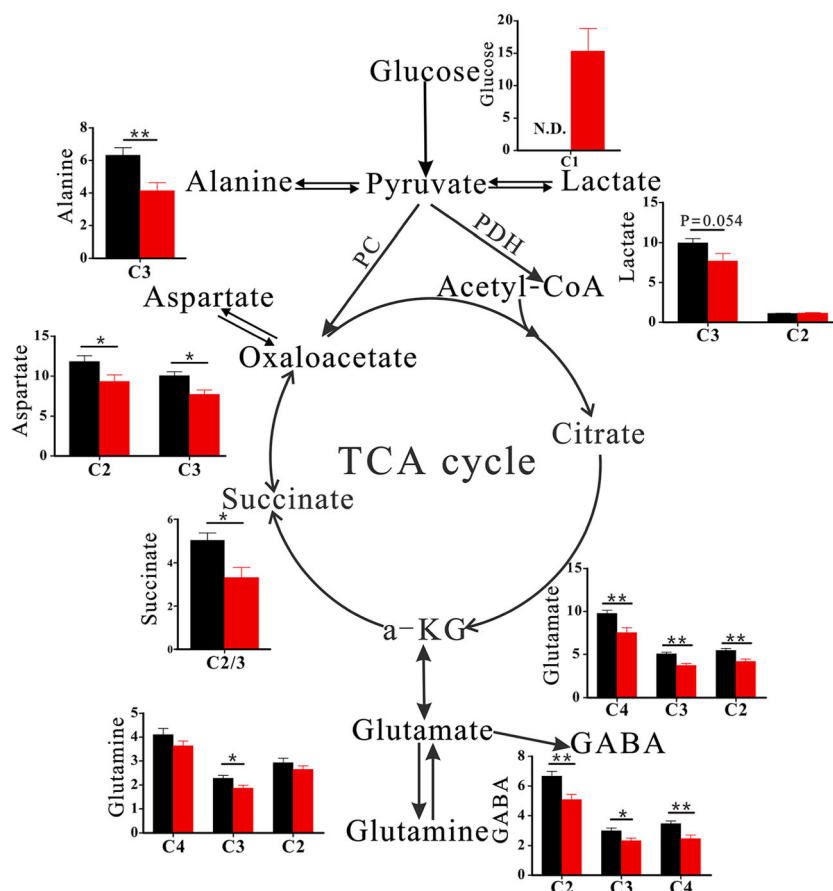 Glucose
20
15
10
5
0
Glucose
N.D.
C1
8
6
4
2
0
Alanine
**
C3
Alanine
Pyruvate
Lactate
PC
PDH
15
10
5
0
Lactate
P=0.054
C3
C2
Aspartate
Acetyl-CoA
Oxaloacetate
15
10
5
0
Aspartate
*
*
C2
C3
Citrate
TCA cycle
Succinate
6
4
2
0
Succinate
*
C2/3
a-KG
15
10
5
0
Glutamate
**
**
**
C4
C3
C2
Glutamate
GABA
5
4
3
2
1
0
Glutamine
*
C4
C3
C2
Glutamine
8
6
4
2
0
GABA
**
*
**
C2
C3
C4